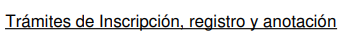 Trámites de Inscripción, registro y anotación